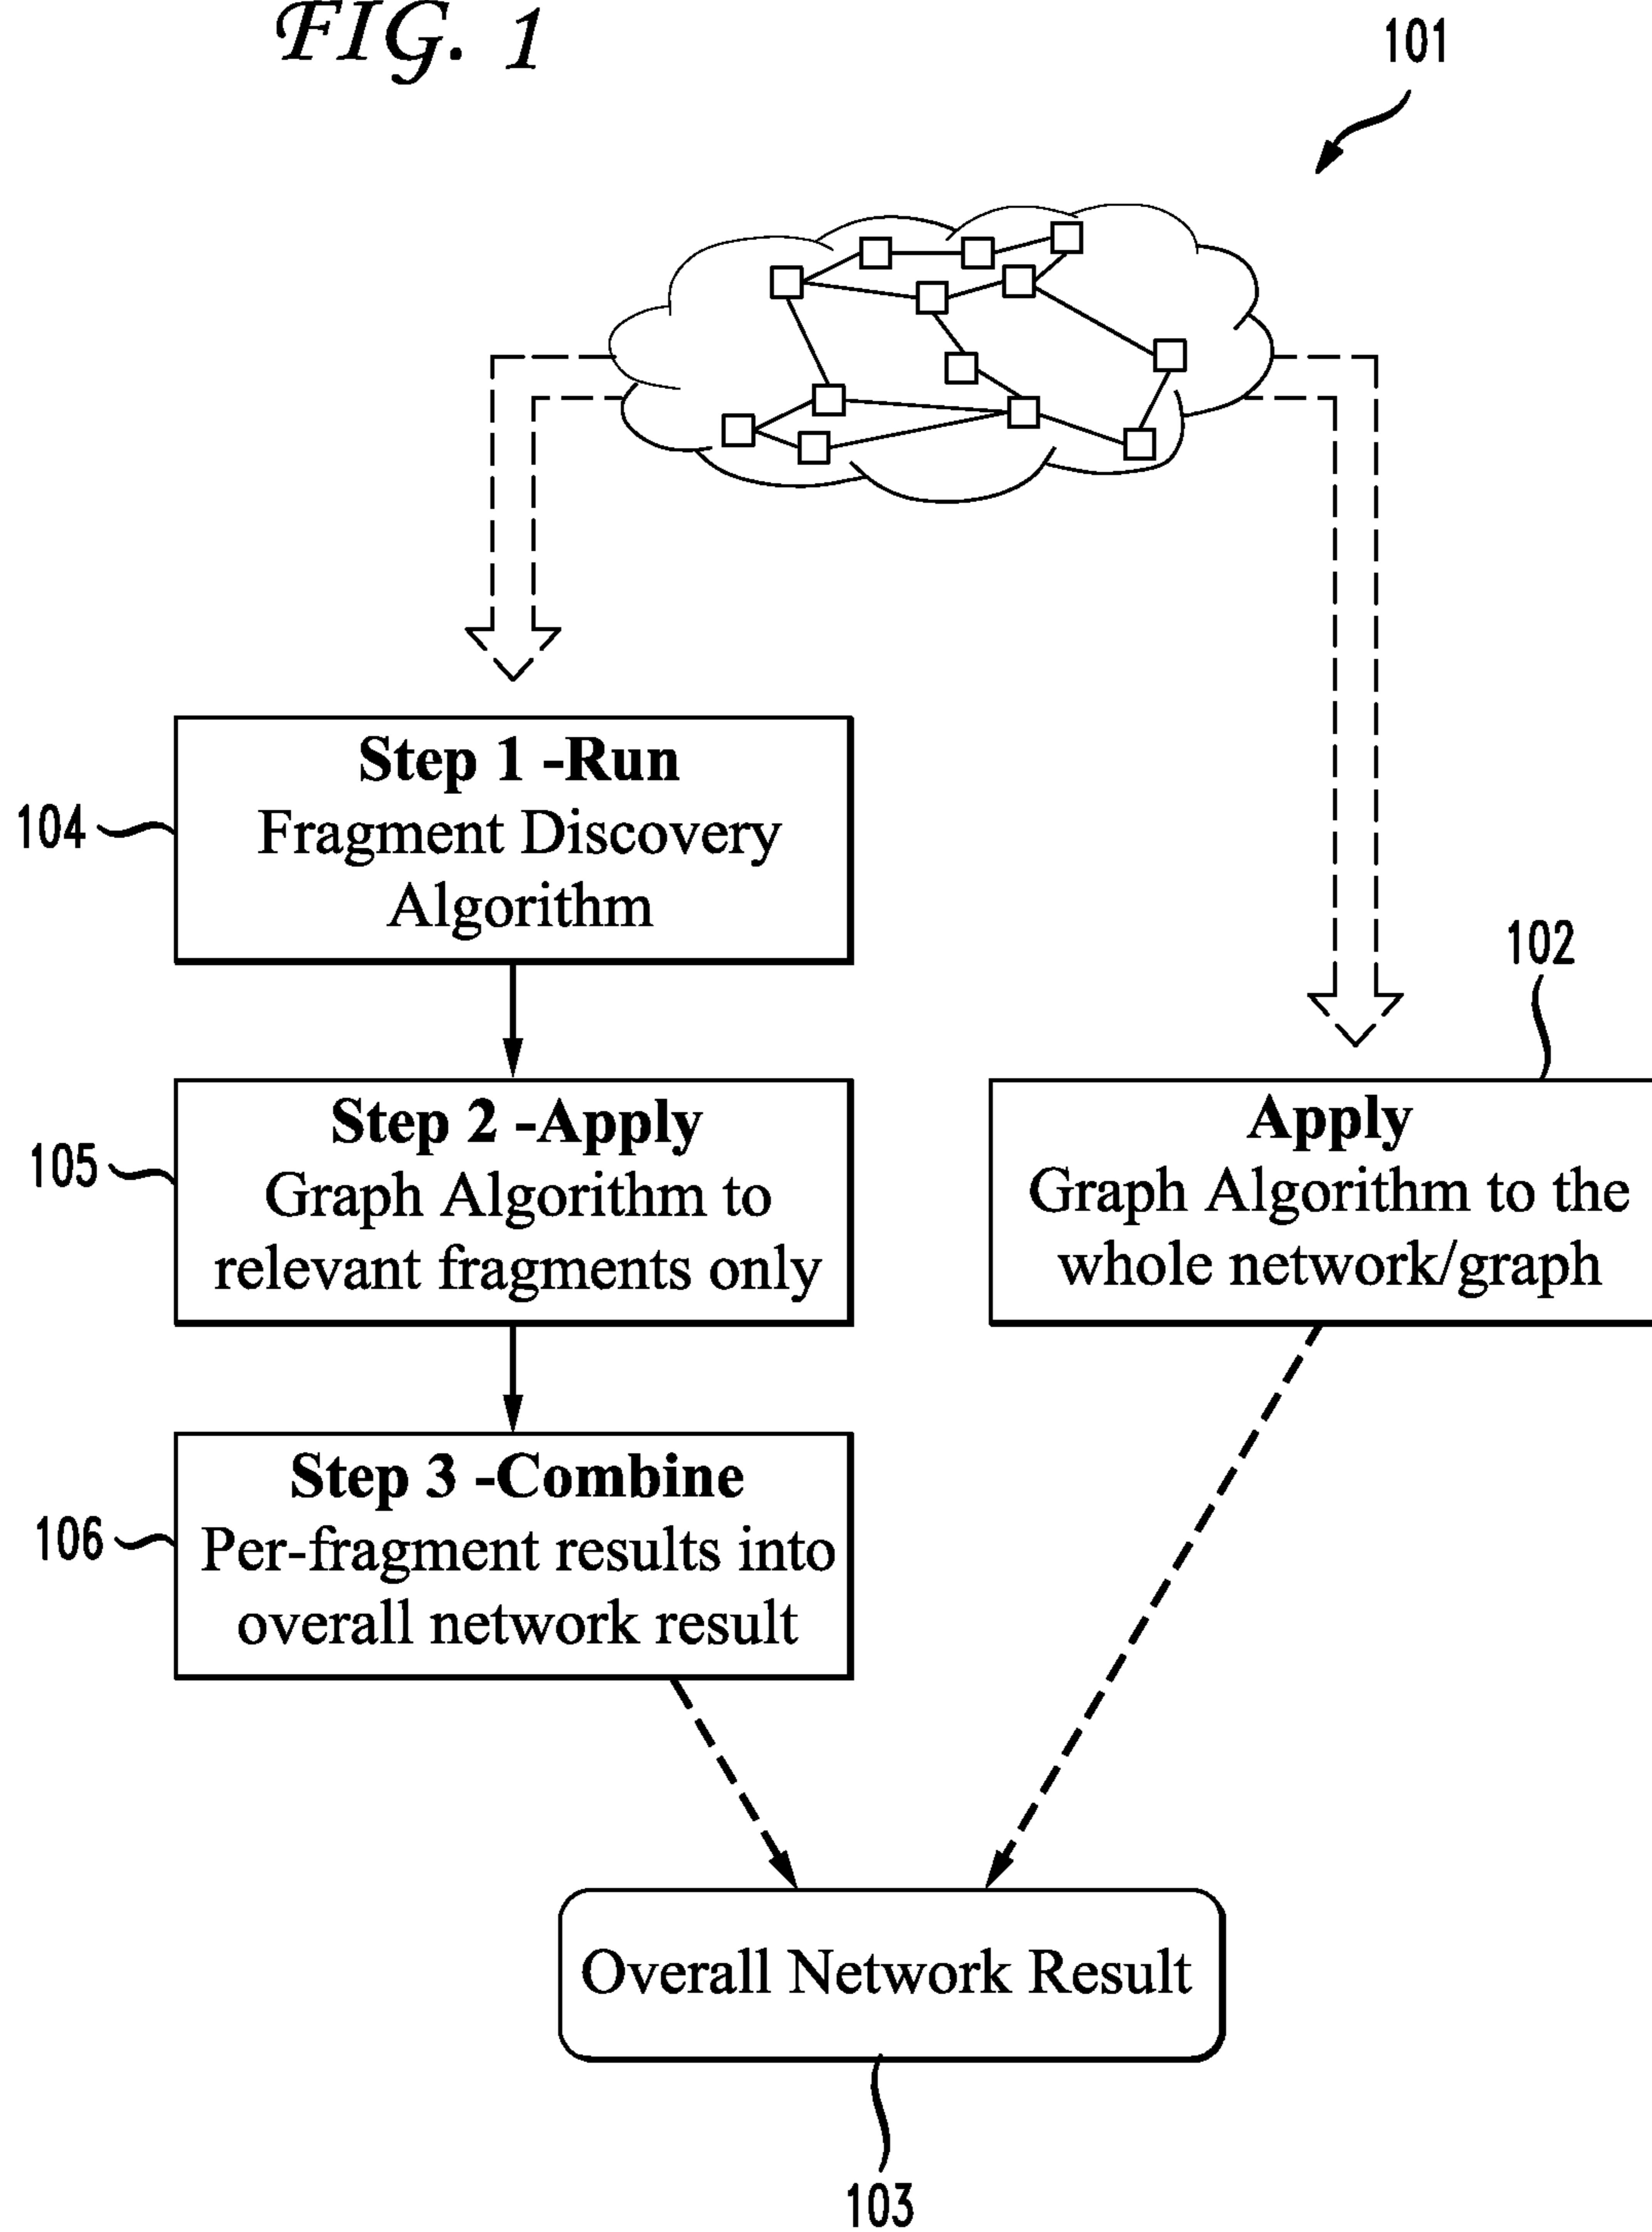 FIG. 1
101
Step 1 -Run
Fragment Discovery
Algorithm
104
102
Step 2 -Apply
Graph Algorithm to
relevant fragments only
105
Apply
Graph Algorithm to the
whole network/graph
Step 3 -Combine
Per-fragment results into
overall network result
106
Overall Network Result
103